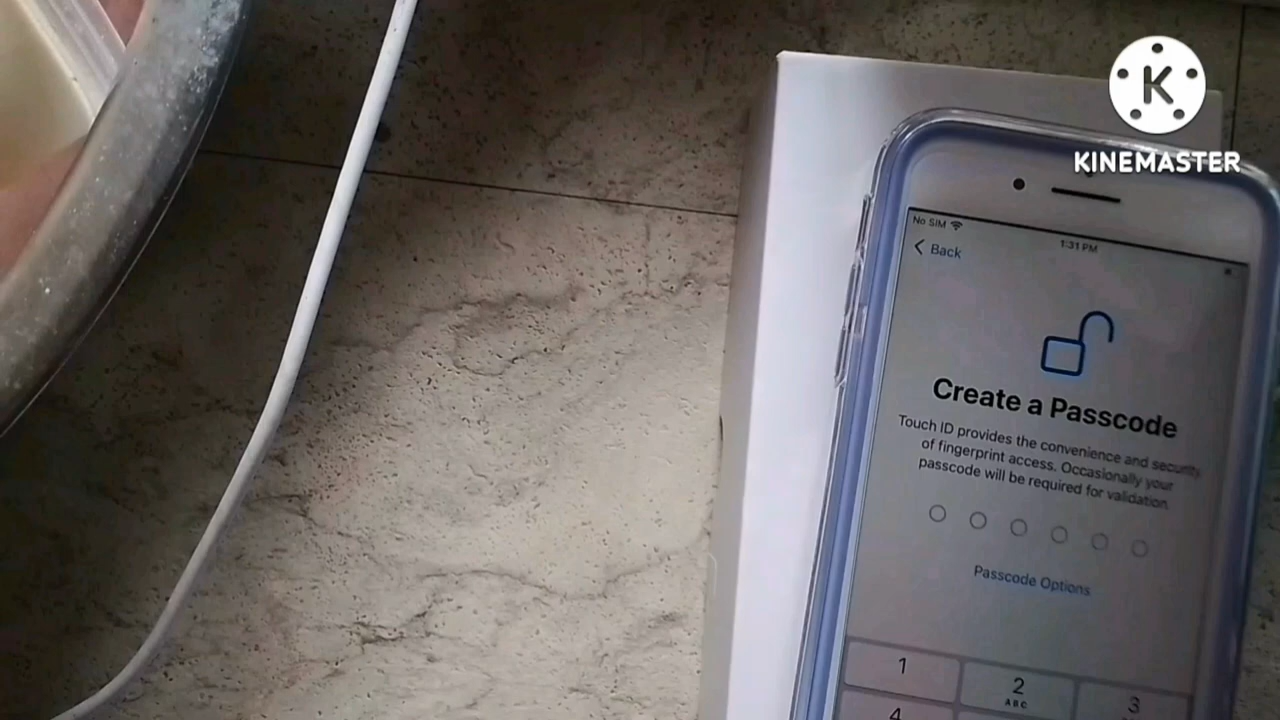 K
KINEMASTER
No SIM
1:31 PM
Back
Create a Passcode
Touch ID provides the convenience and security
of fingerprint access. Occasionally your
passcode will be required for validation.
Passcode Options
1
2
ABC
3
4